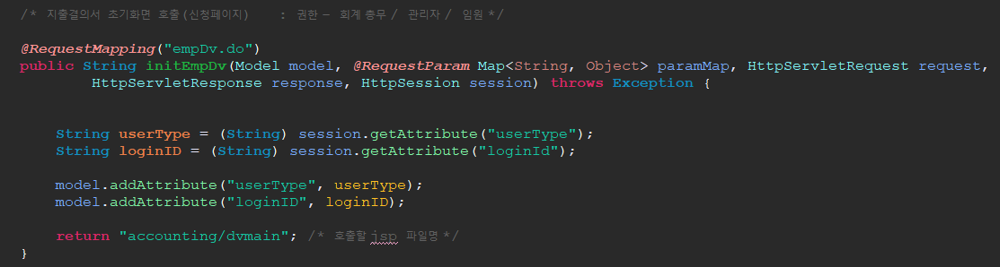 /* 지출결의서 초기화면 호출 (신청페이지)    : 권한 - 회계 총무 / 관리자 / 임원 */
@RequestMapping("empDv.do")
public String initEmpDv(Model model, @RequestParam Map<String, Object> paramMap, HttpServletRequest request,
HttpServletResponse response, HttpSession session) throws Exception {
String userType = (String) session.getAttribute("userType");
String loginID = (String) session.getAttribute("loginId");
model.addAttribute("userType", userType);
model.addAttribute("loginID", loginID);
return "accounting/dvmain"; /* 호출할 jsp 파일명 */
}